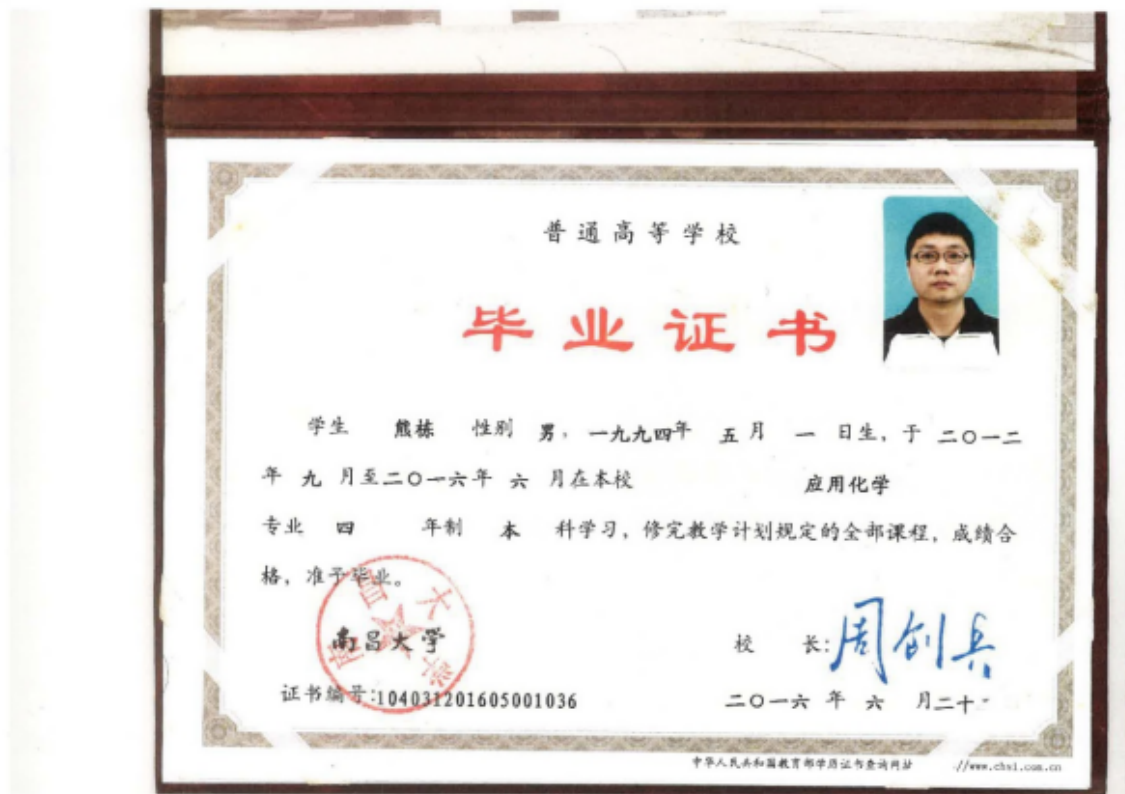 普通高等学校
毕业证书
学生 熊栋 性别 男，一九九四年 五月 一 日生，于 二〇一二
年 九 月至二〇一六年 六 月在本校 应用化学
专业 四 年制 本 科学习，修完教学计划规定的全部课程，成绩合
格，准予毕业。
南昌大学
南昌大学
校 长：周创兵
证书编号:104031201605001036
二〇一六 年 六 月二十
中华人民共和国教育部学历证书查询网址 ://www.chsi.com.cn